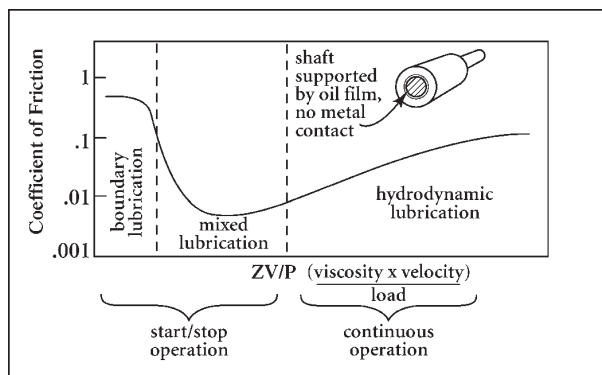 Coefficient of Friction
1
.1
.01
.001
boundary
lubrication
mixed
lubrication
shaft
supported
by oil film,
no metal
contact
hydrodynamic
lubrication
ZV/P (viscosity x velocity)
load
start/stop
operation
continuous
operation